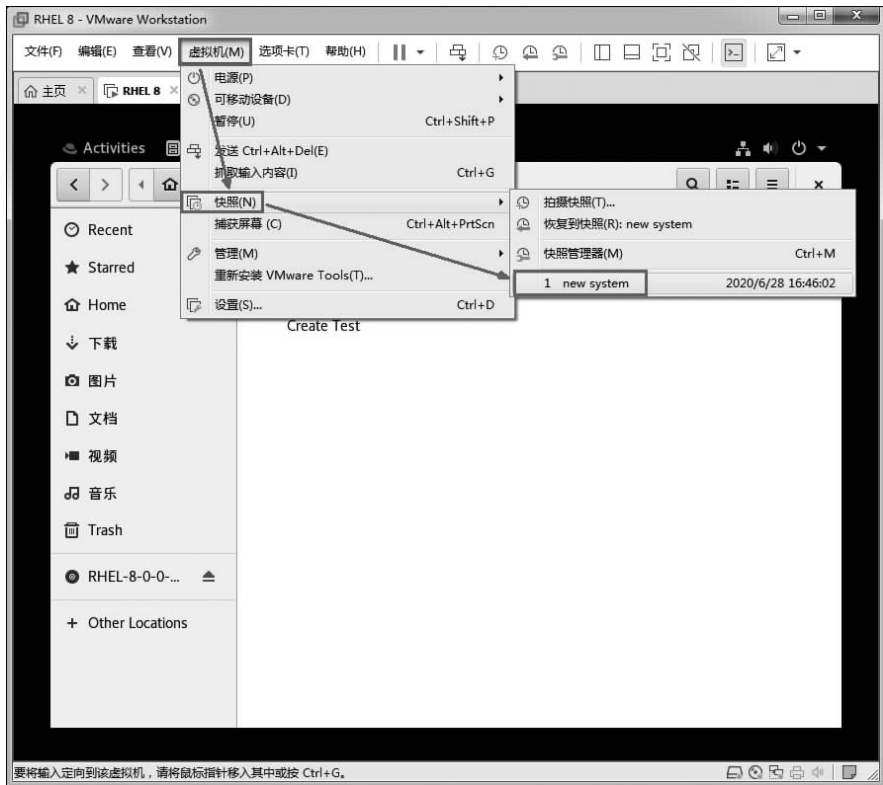 RHEL 8 - VMware Workstation
文件(F) 编辑(E) 查看(V) 虚拟机(M) 选项卡(T) 帮助(H)
主页 RHEL 8
电源(P)
可移动设备(D)
暂停(U) Ctrl+Shift+P
发送 Ctrl+Alt+Del(E)
抓取输入内容(I) Ctrl+G
快照(N)
捕获屏幕 (C) Ctrl+Alt+PrtScn
管理(M)
重新安装 VMware Tools(T)...
设置(S)... Ctrl+D
拍摄快照(T)...
恢复到快照(R): new system
快照管理器(M) Ctrl+M
1 new system 2020/6/28 16:46:02
Activities
Recent
Starred
Home
下载
图片
文档
视频
音乐
Trash
RHEL-8-0-0-...
+ Other Locations
Create Test
要将输入定向到该虚拟机，请将鼠标指针移入其中或按 Ctrl+G。